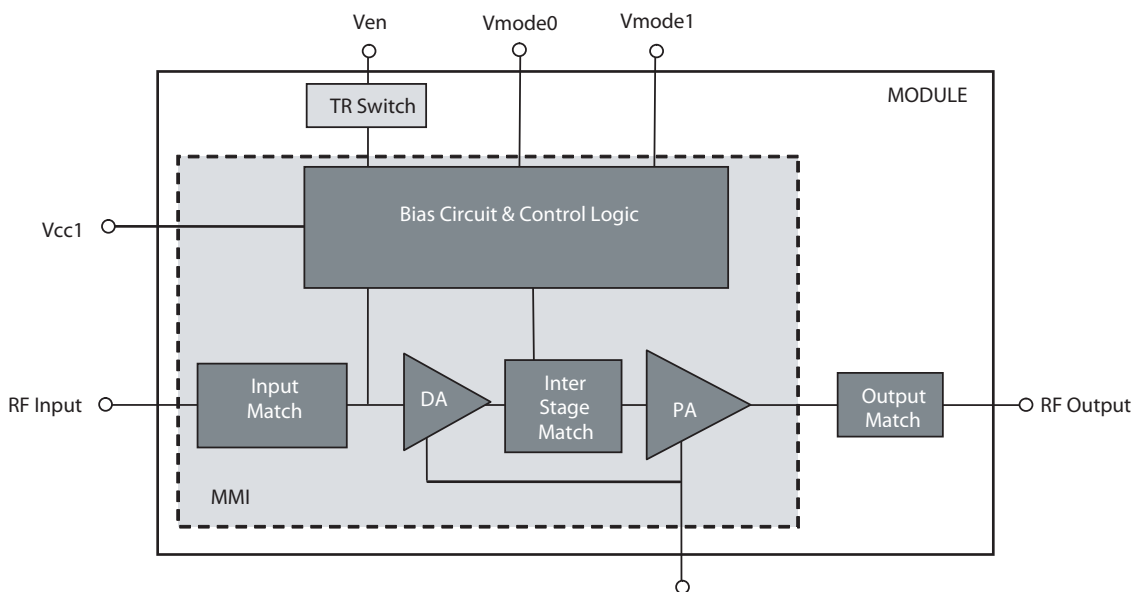 Ven
Vmode0
Vmode1
TR Switch
MODULE
Bias Circuit & Control Logic
Vcc1
RF Input
Input
Match
DA
Inter
Stage
Match
PA
Output
Match
RF Output
MMI